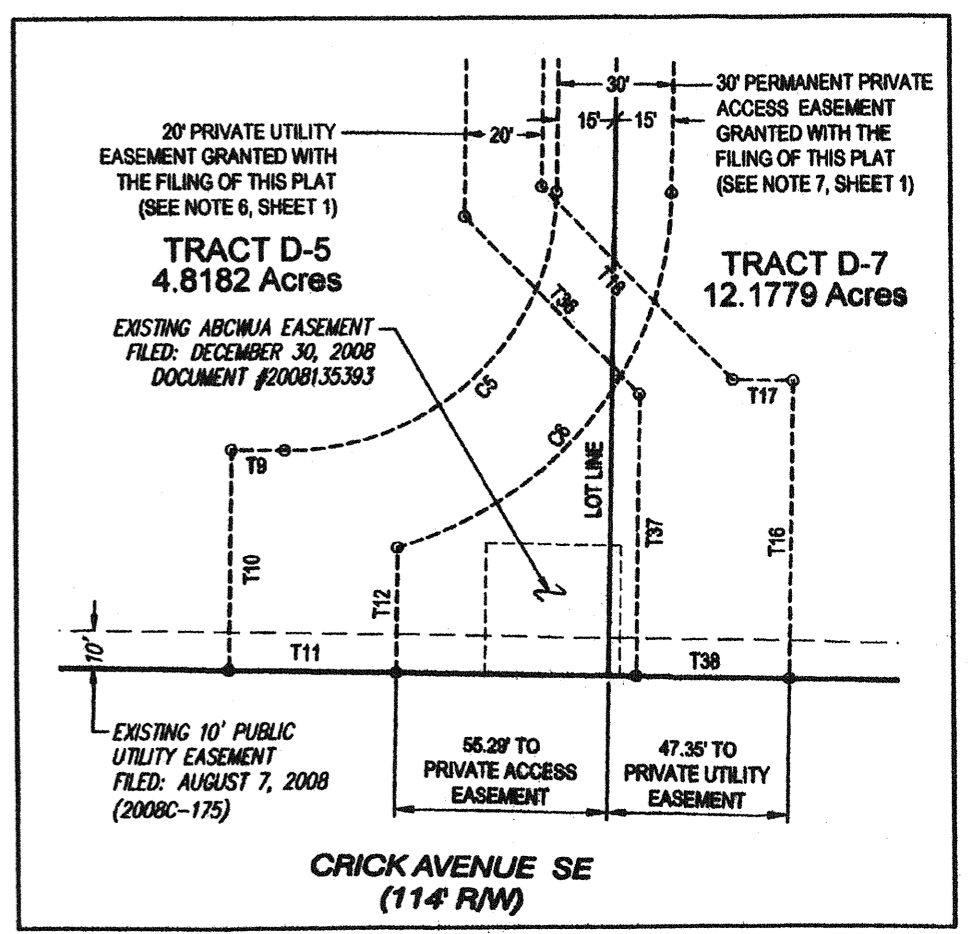 30'
15'
15'
20'
30' PERMANENT PRIVATE
ACCESS EASEMENT
GRANTED WITH THE
FILING OF THIS PLAT
(SEE NOTE 7, SHEET 1)
20' PRIVATE UTILITY
EASEMENT GRANTED WITH
THE FILING OF THIS PLAT
(SEE NOTE 6, SHEET 1)
TRACT D-5
4.8182 Acres
TRACT D-7
12.1779 Acres
T36
T18
EXISTING ABCWUA EASEMENT
FILED: DECEMBER 30, 2008
DOCUMENT #2008135393
C5
C6
T17
T9
LOT LINE
T10
T12
T37
T16
10'
T11
T38
EXISTING 10' PUBLIC
UTILITY EASEMENT
FILED: AUGUST 7, 2008
(2008C-175)
55.29' TO
PRIVATE ACCESS
EASEMENT
47.35' TO
PRIVATE UTILITY
EASEMENT
CRICK AVENUE SE
(114' R/W)